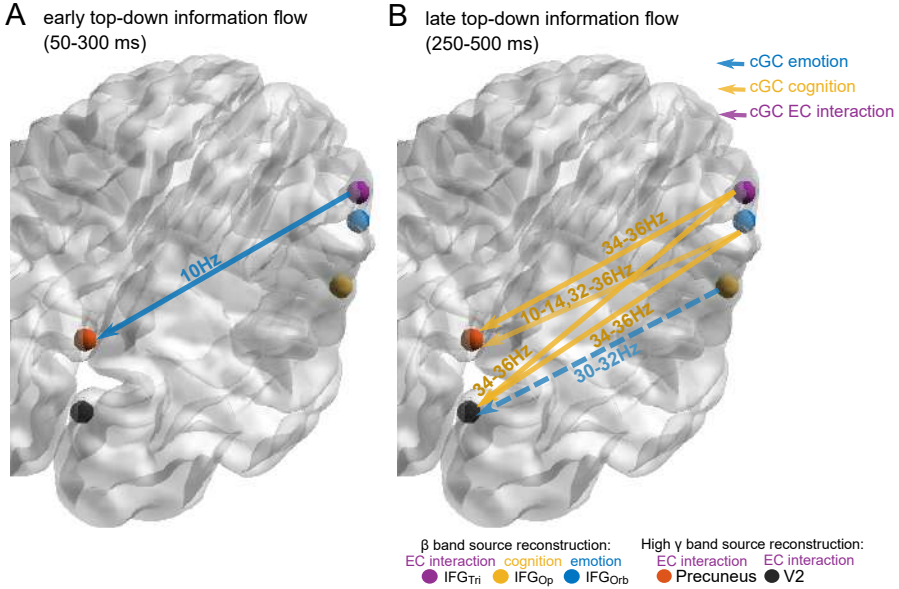 A early top-down information flow
(50-300 ms)
B late top-down information flow
(250-500 ms)
cGC emotion
cGC cognition
cGC EC interaction
10Hz
34-36Hz
10-14,32-36Hz
34-36Hz
34-36Hz
30-32Hz
β band source reconstruction:
EC interaction cognition emotion
IFGTri IFGOp IFGOrb
High γ band source reconstruction:
EC interaction EC interaction
Precuneus V2